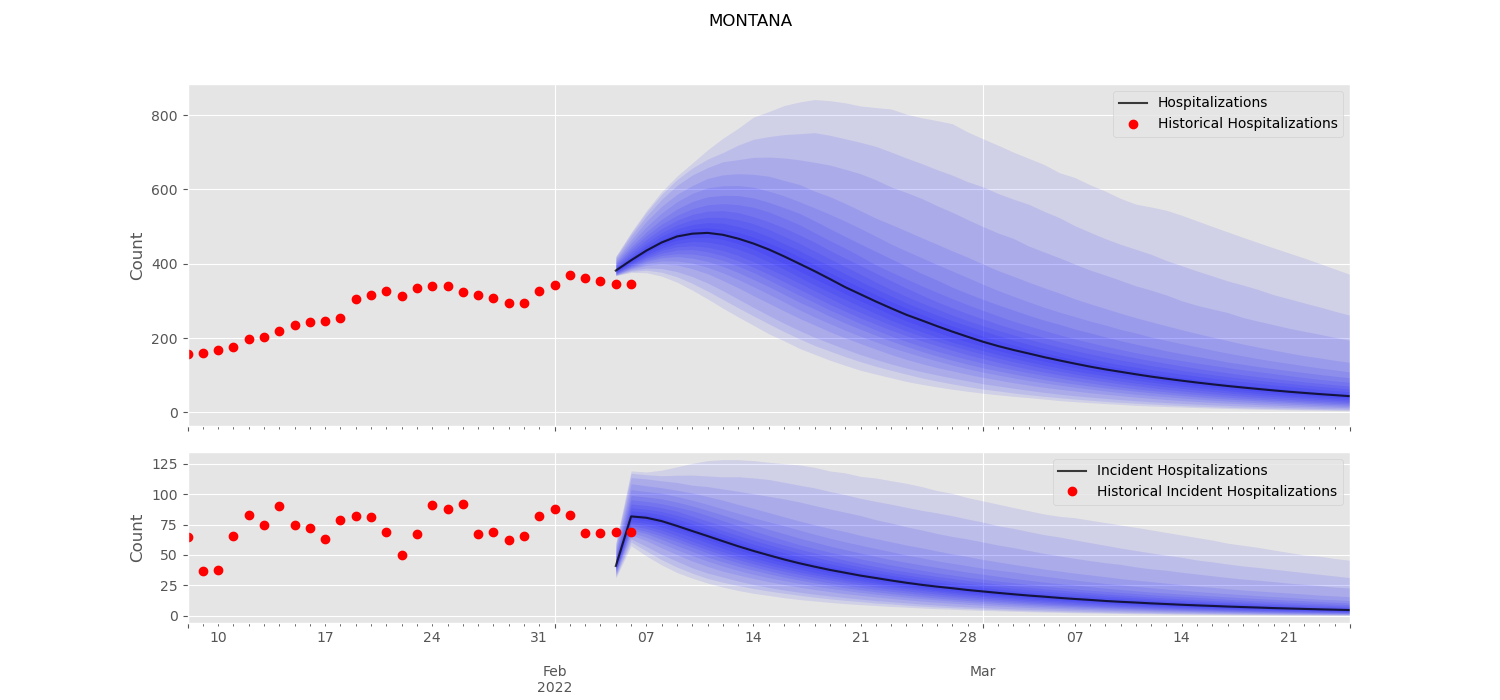 MONTANA
800
600
400
200
0
Count
Hospitalizations
Historical Hospitalizations
125
100
75
50
25
0
Count
Incident Hospitalizations
Historical Incident Hospitalizations
10 17 24 31 07 14 21 28 07 14 21
Feb Mar
2022